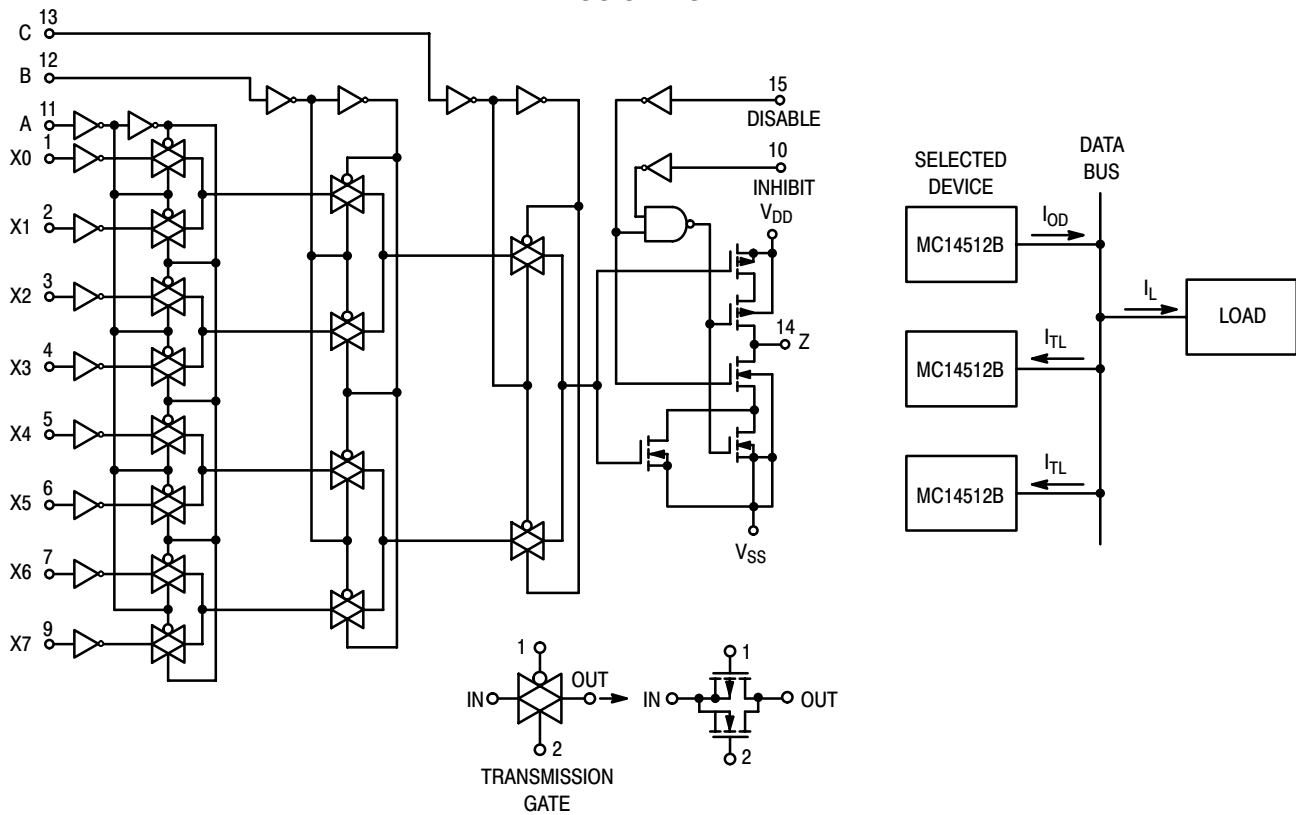 C 13
B 12
A 11
X0 1
X1 2
X2 3
X3 4
X4 5
X5 6
X6 7
X7 9
15
DISABLE
10
INHIBIT
VDD
14 Z
VSS
SELECTED
DEVICE
DATA
BUS
MC14512B
IOD
MC14512B
ITL
MC14512B
ITL
IL
LOAD
1
IN
OUT
2
TRANSMISSION
GATE
1
IN
OUT
2